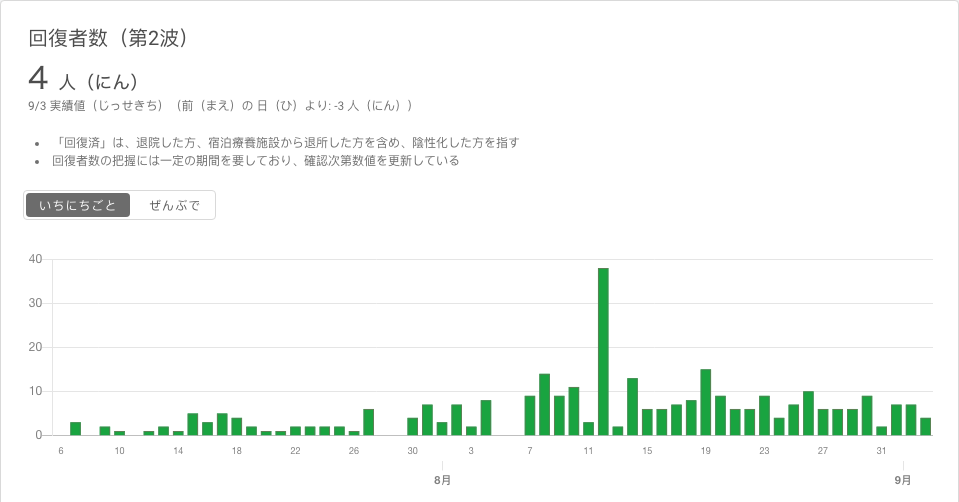 回復者数（第2波）
4 人（にん）
9/3 実績値（じっせきち）（前（まえ）の 日（ひ）より: -3 人（にん））
• 「回復済」は、退院した方、宿泊療養施設から退所した方を含め、陰性化した方を指す
• 回復者数の把握には一定の期間を要しており、確認次第数値を更新している
いちにちごと ぜんぶで
40
30
20
10
0
6 10 14 18 22 26 30 3 7 11 15 19 23 27 31
8月 9月